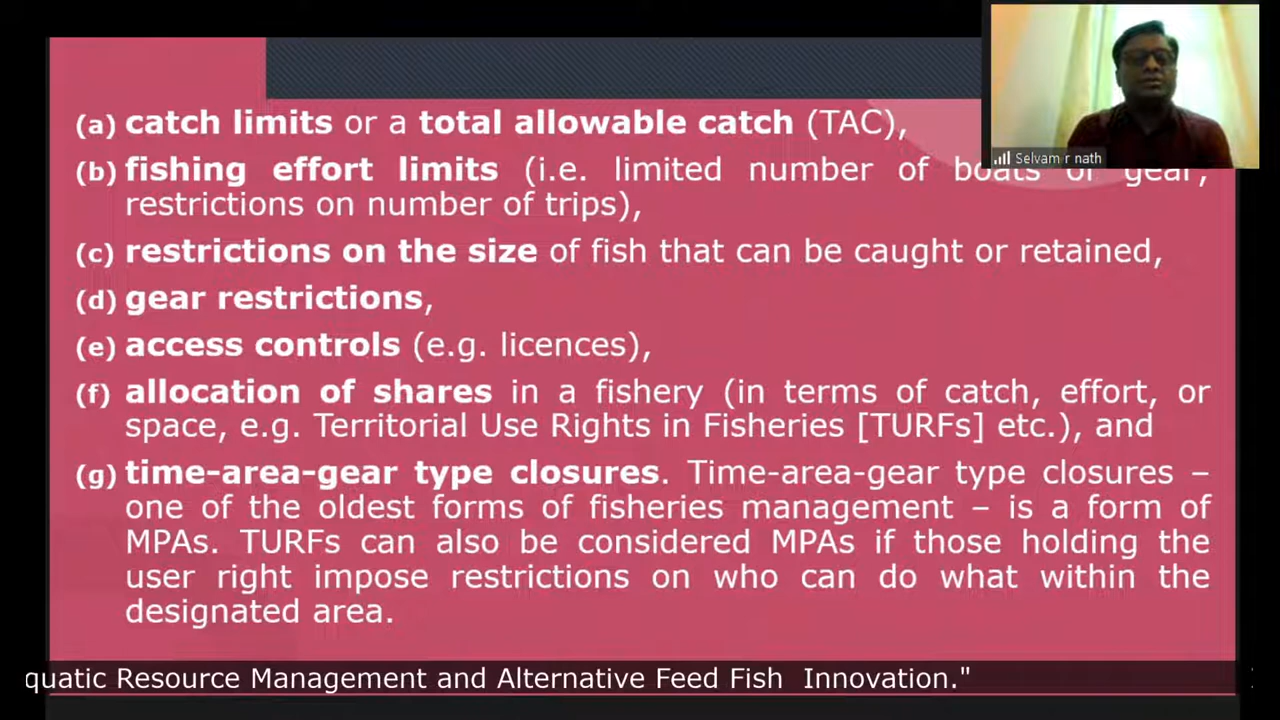 (a) catch limits or a total allowable catch (TAC),
(b) fishing effort limits (i.e. limited number of boats or gear,
restrictions on number of trips),
(c) restrictions on the size of fish that can be caught or retained,
(d) gear restrictions,
(e) access controls (e.g. licences),
(f) allocation of shares in a fishery (in terms of catch, effort, or
space, e.g. Territorial Use Rights in Fisheries [TURFs] etc.), and
(g) time-area-gear type closures. Time-area-gear type closures –
one of the oldest forms of fisheries management – is a form of
MPAs. TURFs can also be considered MPAs if those holding the
user right impose restrictions on who can do what within the
designated area.
Selvam r nath
quatic Resource Management and Alternative Feed Fish Innovation."